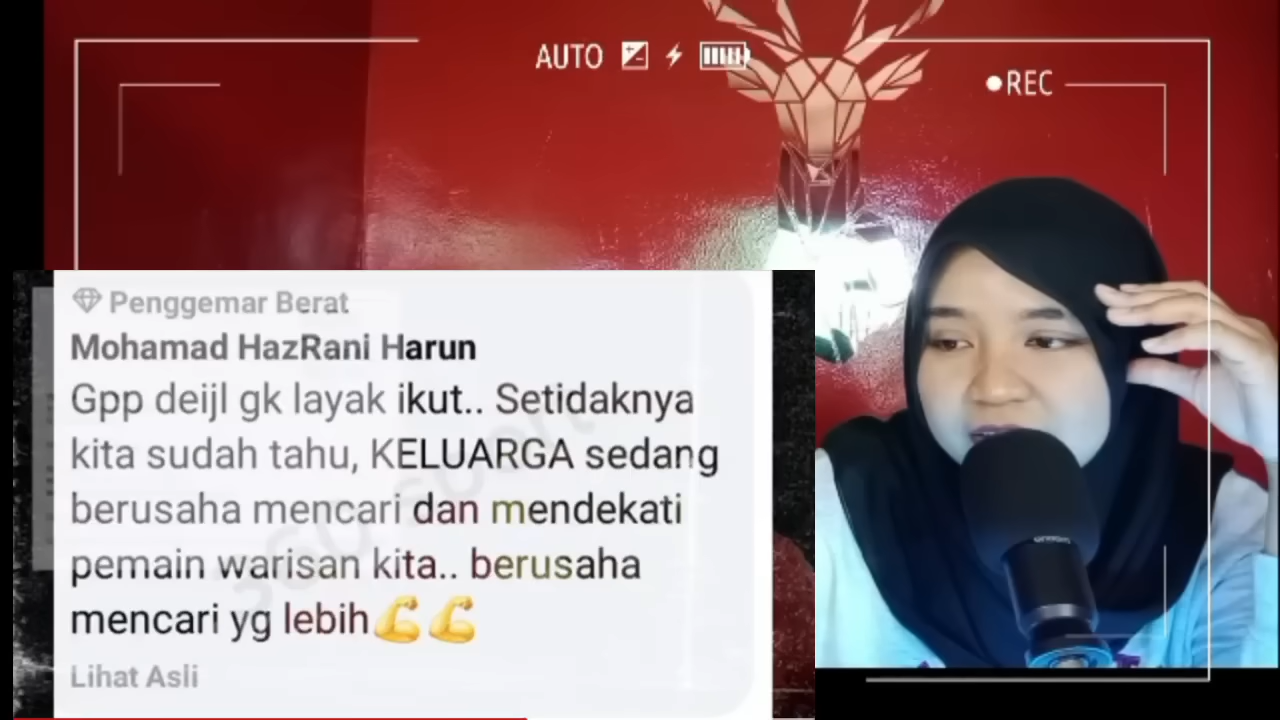 AUTO
REC
Penggemar Berat
Mohamad HazRani Harun
Gpp deijl gk layak ikut.. Setidaknya
kita sudah tahu, KELUARGA sedang
berusaha mencari dan mendekati
pemain warisan kita.. berusaha
mencari yg lebih💪💪
Lihat Asli